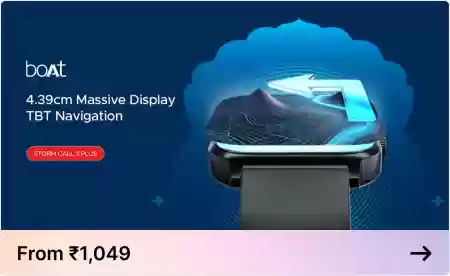 boAt
4.39cm Massive Display
TBT Navigation
STORM CALL 3 PLUS
From ₹1,049